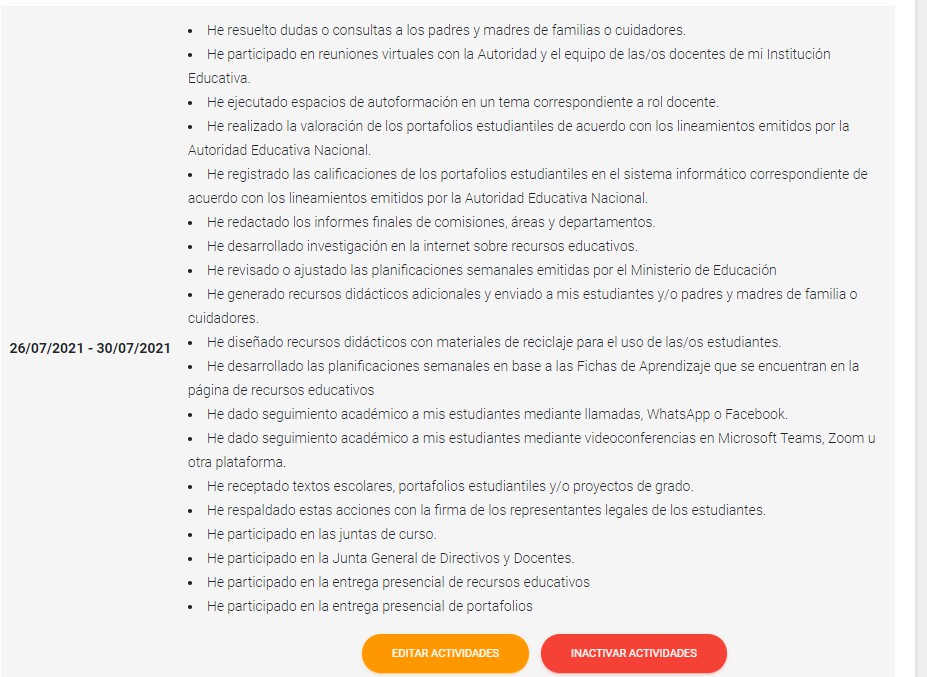 • He resuelto dudas o consultas a los padres y madres de familias o cuidadores.
• He participado en reuniones virtuales con la Autoridad y el equipo de las/os docentes de mi Institución
Educativa.
• He ejecutado espacios de autoformación en un tema correspondiente a rol docente.
• He realizado la valoración de los portafolios estudiantiles de acuerdo con los lineamientos emitidos por la
Autoridad Educativa Nacional.
• He registrado las calificaciones de los portafolios estudiantiles en el sistema informático correspondiente de
acuerdo con los lineamientos emitidos por la Autoridad Educativa Nacional.
• He redactado los informes finales de comisiones, áreas y departamentos.
• He desarrollado investigación en la internet sobre recursos educativos.
• He revisado o ajustado las planificaciones semanales emitidas por el Ministerio de Educación
• He generado recursos didácticos adicionales y enviado a mis estudiantes y/o padres y madres de familia o
cuidadores.
26/07/2021 - 30/07/2021
• He diseñado recursos didácticos con materiales de reciclaje para el uso de las/os estudiantes.
• He desarrollado las planificaciones semanales en base a las Fichas de Aprendizaje que se encuentran en la
página de recursos educativos
• He dado seguimiento académico a mis estudiantes mediante llamadas, WhatsApp o Facebook.
• He dado seguimiento académico a mis estudiantes mediante videoconferencias en Microsoft Teams, Zoom u
otra plataforma.
• He receptado textos escolares, portafolios estudiantiles y/o proyectos de grado.
• He respaldado estas acciones con la firma de los representantes legales de los estudiantes.
• He participado en las juntas de curso.
• He participado en la Junta General de Directivos y Docentes.
• He participado en la entrega presencial de recursos educativos
• He participado en la entrega presencial de portafolios
EDITAR ACTIVIDADES
INACTIVAR ACTIVIDADES